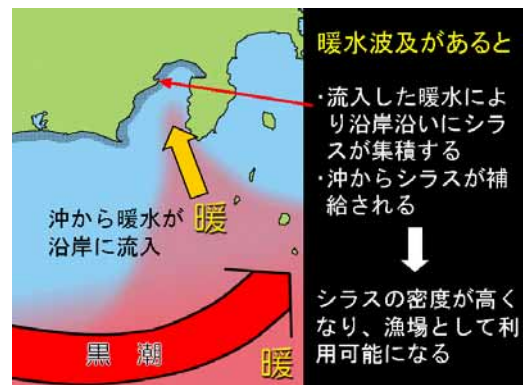 暖水波及があると
・流入した暖水によ
り沿岸沿いにシラ
スが集積する
・沖からシラスが補
給される
シラスの密度が高く
なり、漁場として利
用可能になる
沖から暖水が
沿岸に流入
暖
黒潮
暖